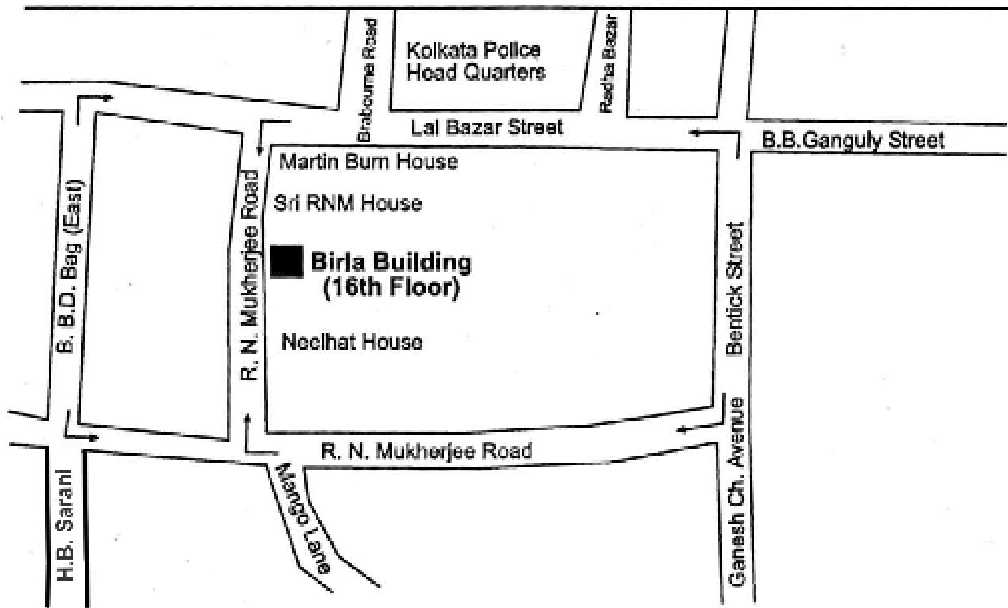 Brabourne Road
Kolkata Police
Head Quarters
Radha Bazar
Lal Bazar Street
B.B.Ganguly Street
Martin Burn House
Sri RNM House
Birla Building
(16th Floor)
Neelhat House
B. B.D. Bag (East)
R. N. Mukherjee Road
Bentick Street
R. N. Mukherjee Road
Mango Lane
H.B. Sarani
Ganesh Ch. Avenue